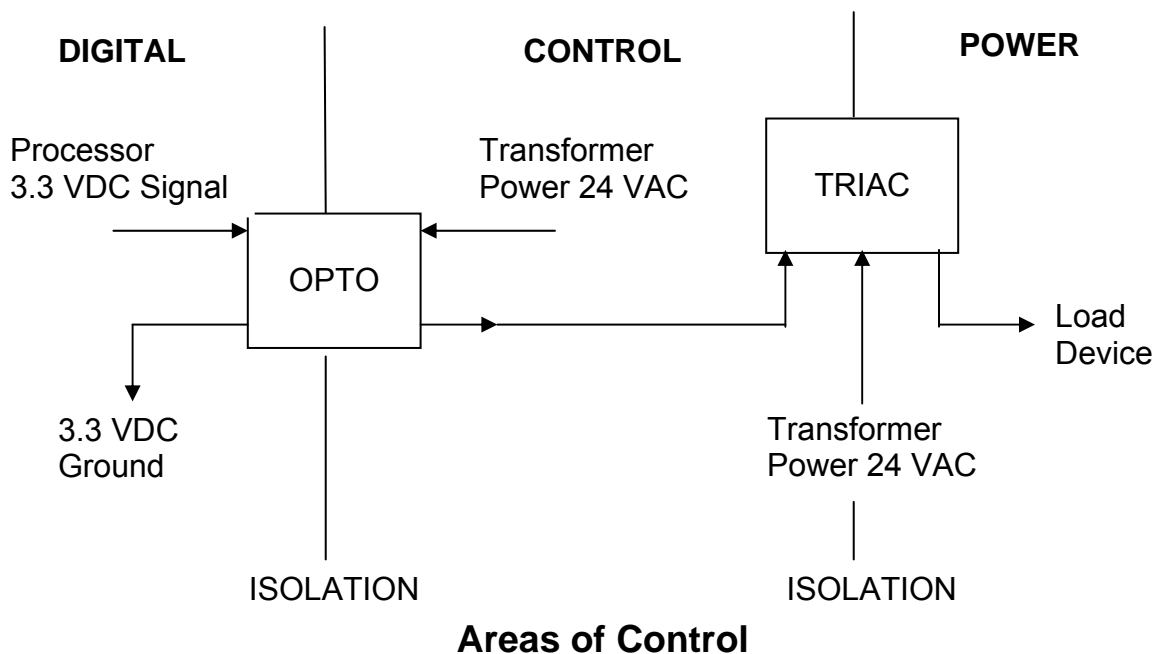 DIGITAL
CONTROL
POWER
Processor
3.3 VDC Signal
Transformer
Power 24 VAC
TRIAC
OPTO
Load
Device
3.3 VDC
Ground
Transformer
Power 24 VAC
ISOLATION
ISOLATION
Areas of Control